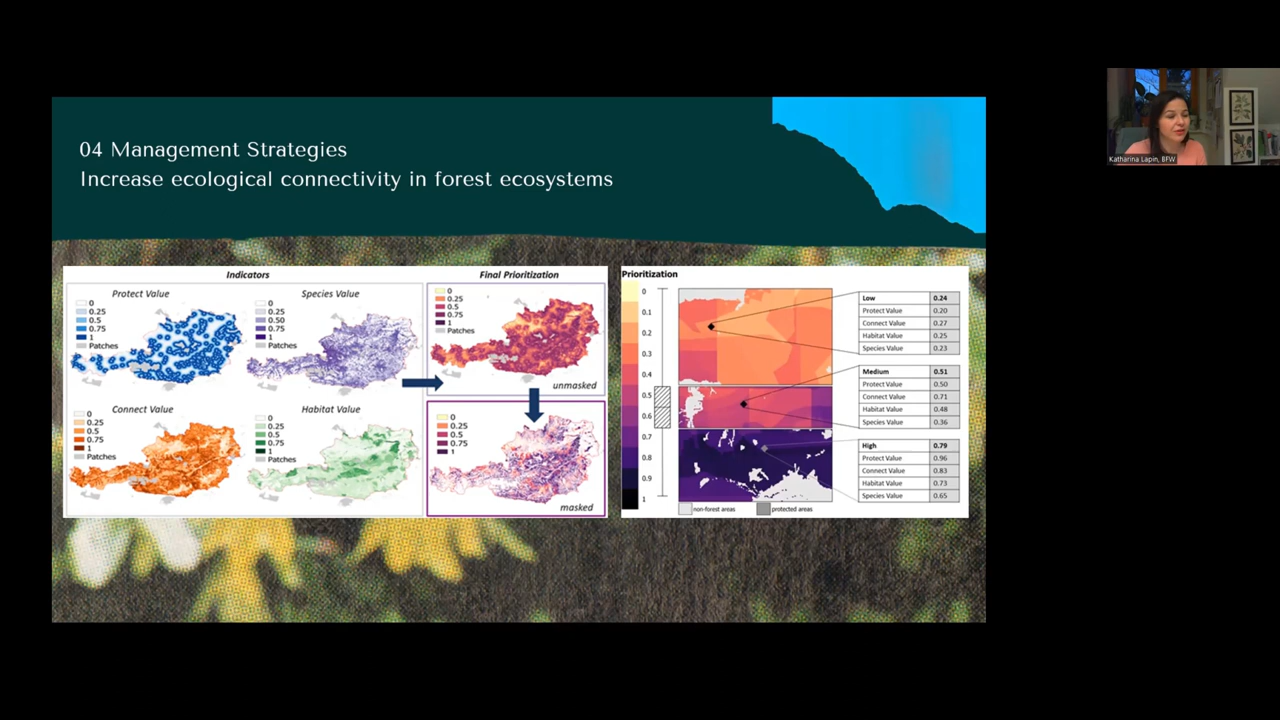 04 Management Strategies
Increase ecological connectivity in forest ecosystems
Indicators
Protect Value
0
0.25
0.5
0.75
1
Patches
Species Value
0
0.25
0.50
0.75
1
Patches
Connect Value
0
0.25
0.5
0.75
1
Patches
Habitat Value
0
0.25
0.5
0.75
1
Patches
Final Prioritization
0
0.25
0.5
0.75
1
Patches
unmasked
0
0.25
0.5
0.75
1
masked
Prioritization
0
0.1
0.2
0.3
0.4
0.5
0.6
0.7
0.8
0.9
1
Low 0.24
Protect Value 0.20
Connect Value 0.27
Habitat Value 0.25
Species Value 0.23
Medium 0.51
Protect Value 0.50
Connect Value 0.71
Habitat Value 0.48
Species Value 0.36
High 0.79
Protect Value 0.96
Connect Value 0.83
Habitat Value 0.73
Species Value 0.65
non-forest areas
protected areas
Katharina Lapin, BFW